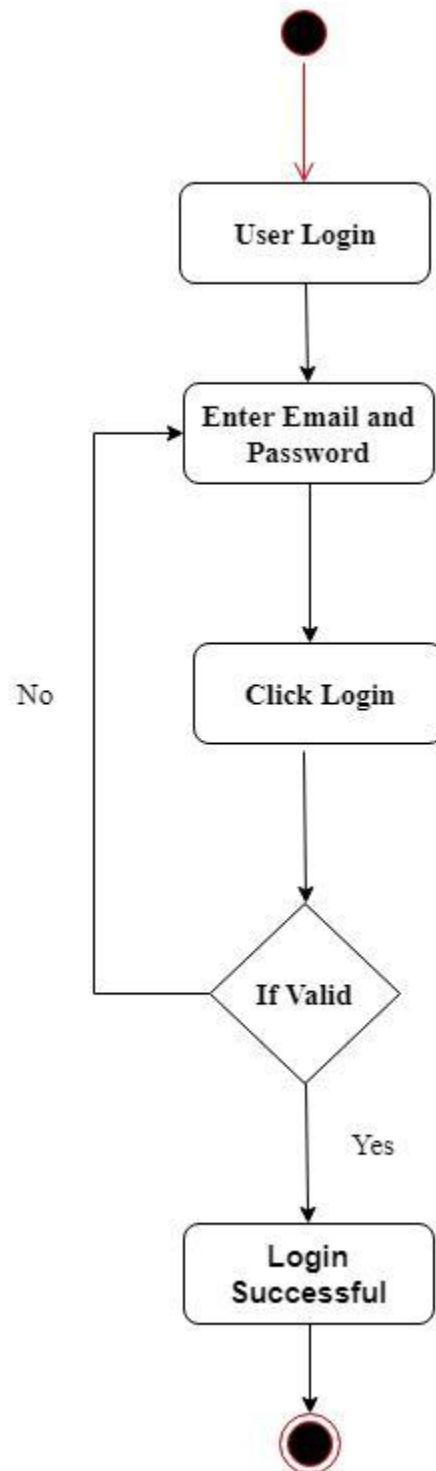 User Login
Enter Email and
Password
No
Click Login
If Valid
Yes
Login
Successful